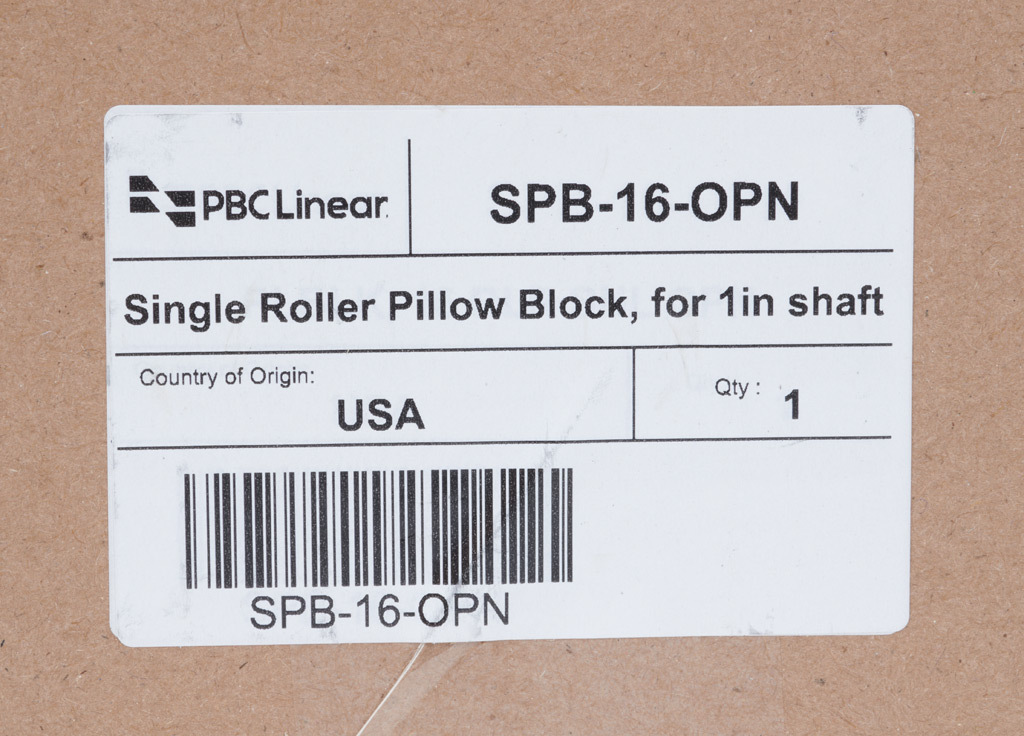 PBC Linear
SPB-16-OPN
Single Roller Pillow Block, for 1in shaft
Country of Origin:
USA
Qty : 1
SPB-16-OPN